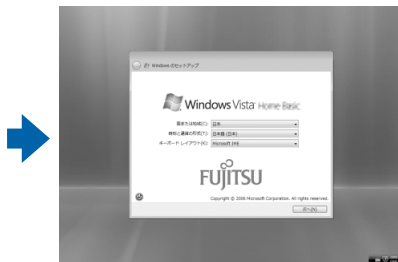 Windows のセットアップ
Windows Vista Home Basic
国または地域(C): 日本
時刻と通貨の形式(T): 日本語 (日本)
キーボード レイアウト(K): Microsoft IME
FUJITSU
Copyright © 2006 Microsoft Corporation. All rights reserved.
次へ(N)